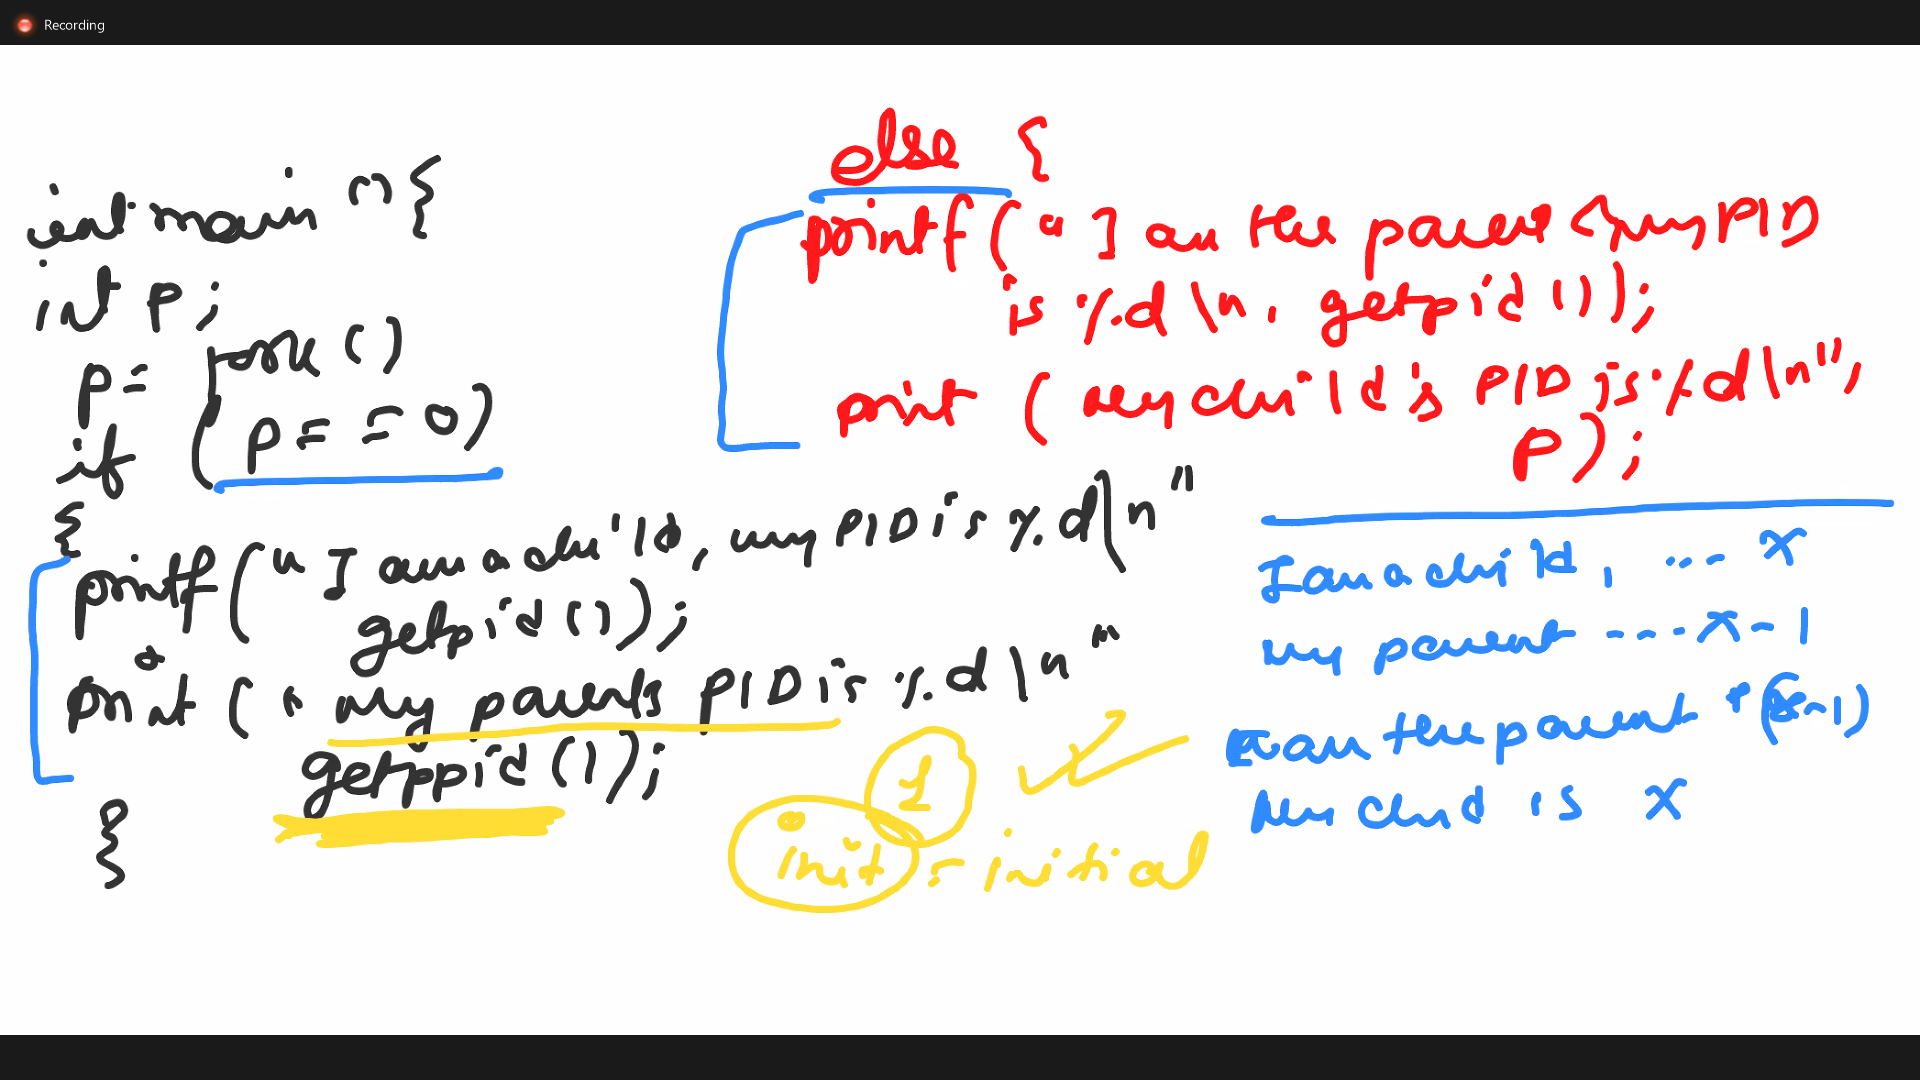 Recording
int main () {
int p;
p = fork ()
if (p = = 0)
{
printf (" I am a child, my PID is %d\n"
getpid ());
print (" my parents PID is %d \n"
getppid ());
}
else {
printf (" I am the parent my PID
is %d \n, getpid ());
print ( my child's PID is %d\n",
p);
I am a child, ... x
my parent --- x-1
I am the parent (x-1)
My child is x
1
init = initial